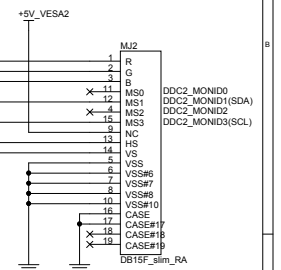 +5V_VESA2
B
MJ2
1 R
2 G
3 B
11 MS0 DDC2_MONID0
12 MS1 DDC2_MONID1(SDA)
4 MS2 DDC2_MONID2
15 MS3 DDC2_MONID3(SCL)
9 NC
13 HS
14 VS
5 VSS
6 VSS#6
7 VSS#7
8 VSS#8
10 VSS#10
16 CASE
17 CASE#17
18 CASE#18
19 CASE#19
DB15F_slim_RA